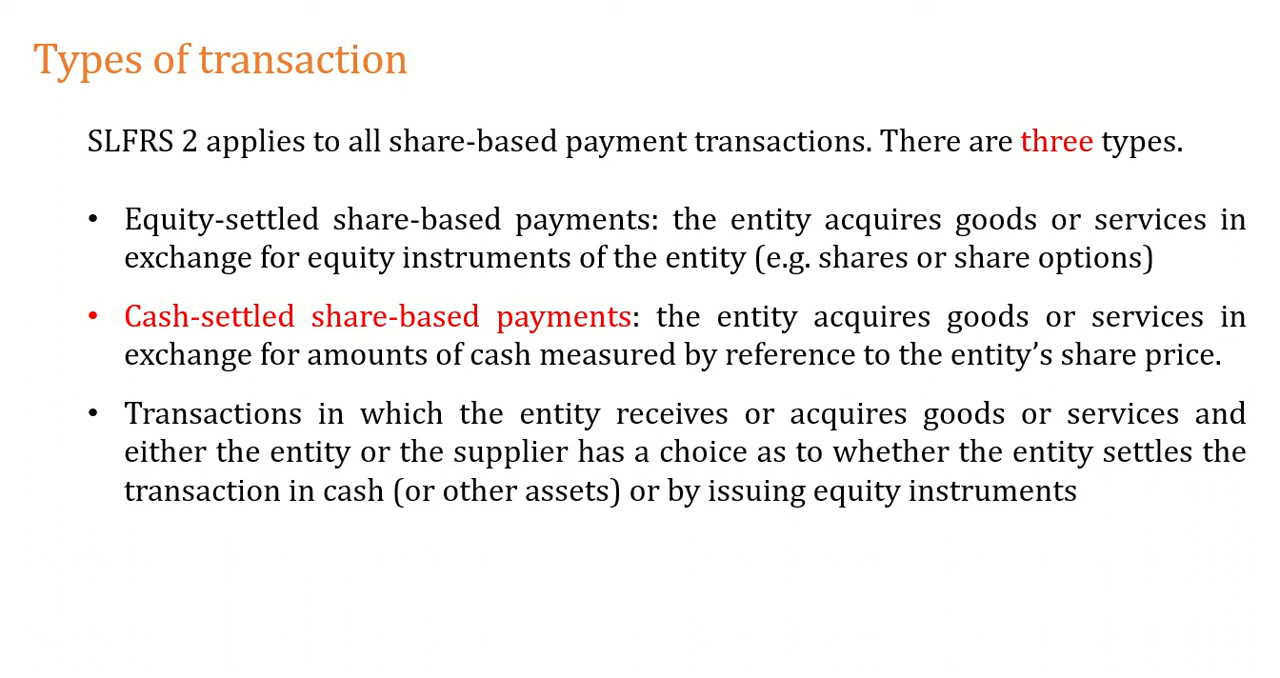 Types of transaction
SLFRS 2 applies to all share-based payment transactions. There are three types.
• Equity-settled share-based payments: the entity acquires goods or services in
exchange for equity instruments of the entity (e.g. shares or share options)
• Cash-settled share-based payments: the entity acquires goods or services in
exchange for amounts of cash measured by reference to the entity’s share price.
• Transactions in which the entity receives or acquires goods or services and
either the entity or the supplier has a choice as to whether the entity settles the
transaction in cash (or other assets) or by issuing equity instruments